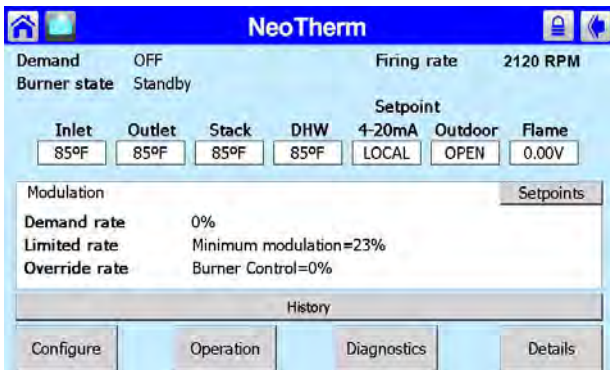 NeoTherm
Demand OFF Firing rate 2120 RPM
Burner state Standby
Setpoint
Inlet Outlet Stack DHW 4-20mA Outdoor Flame
85ºF 85ºF 85ºF 85ºF LOCAL OPEN 0.00V
Modulation Setpoints
Demand rate 0%
Limited rate Minimum modulation=23%
Override rate Burner Control=0%
History
Configure Operation Diagnostics Details